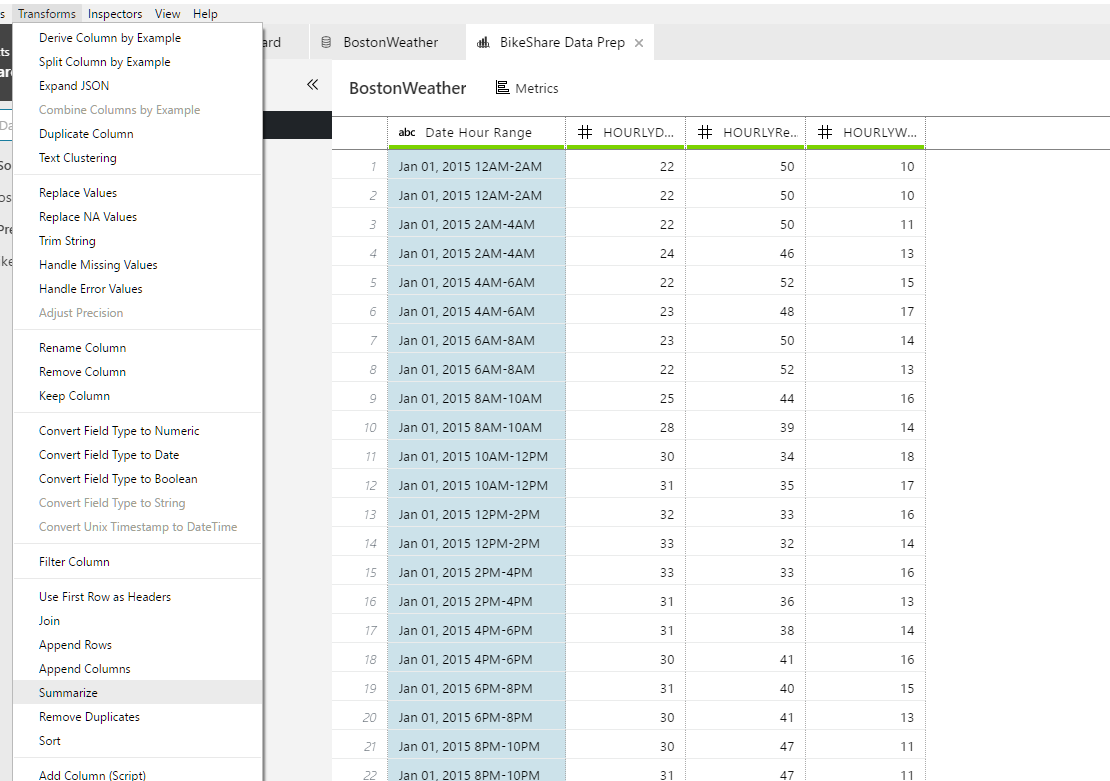 s Transforms Inspectors View Help
Derive Column by Example
Split Column by Example
Expand JSON
Combine Columns by Example
Duplicate Column
Text Clustering
Replace Values
Replace NA Values
Trim String
Handle Missing Values
Handle Error Values
Adjust Precision
Rename Column
Remove Column
Keep Column
Convert Field Type to Numeric
Convert Field Type to Date
Convert Field Type to Boolean
Convert Field Type to String
Convert Unix Timestamp to DateTime
Filter Column
Use First Row as Headers
Join
Append Rows
Append Columns
Summarize
Remove Duplicates
Sort
Add Column (Script)
ard BostonWeather BikeShare Data Prep ×
« BostonWeather Metrics
abc Date Hour Range # HOURLYD... # HOURLYRe... # HOURLYW...
1 Jan 01, 2015 12AM-2AM 22 50 10
2 Jan 01, 2015 12AM-2AM 22 50 10
3 Jan 01, 2015 2AM-4AM 22 50 11
4 Jan 01, 2015 2AM-4AM 24 46 13
5 Jan 01, 2015 4AM-6AM 22 52 15
6 Jan 01, 2015 4AM-6AM 23 48 17
7 Jan 01, 2015 6AM-8AM 23 50 14
8 Jan 01, 2015 6AM-8AM 22 52 13
9 Jan 01, 2015 8AM-10AM 25 44 16
10 Jan 01, 2015 8AM-10AM 28 39 14
11 Jan 01, 2015 10AM-12PM 30 34 18
12 Jan 01, 2015 10AM-12PM 31 35 17
13 Jan 01, 2015 12PM-2PM 32 33 16
14 Jan 01, 2015 12PM-2PM 33 32 14
15 Jan 01, 2015 2PM-4PM 33 33 16
16 Jan 01, 2015 2PM-4PM 31 36 13
17 Jan 01, 2015 4PM-6PM 31 38 14
18 Jan 01, 2015 4PM-6PM 30 41 16
19 Jan 01, 2015 6PM-8PM 31 40 15
20 Jan 01, 2015 6PM-8PM 30 41 13
21 Jan 01, 2015 8PM-10PM 30 47 11
22 Jan 01, 2015 8PM-10PM 31 47 11